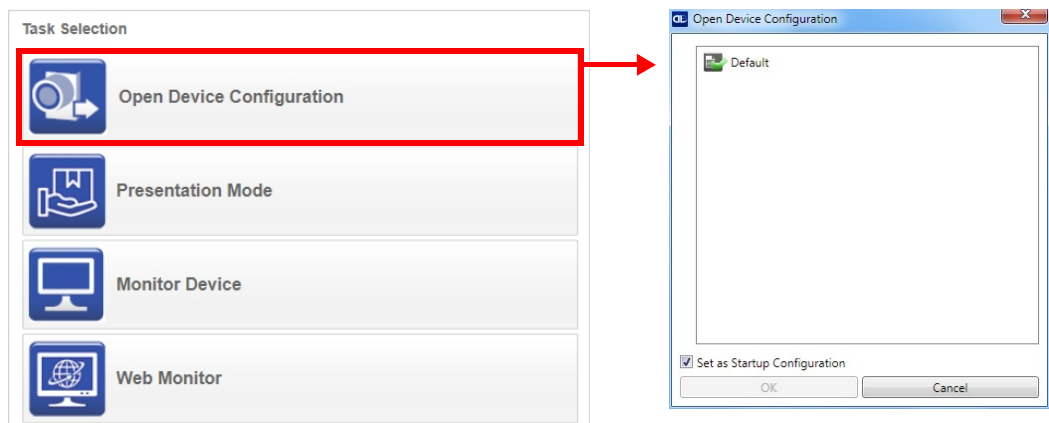 Task Selection
Open Device Configuration
Presentation Mode
Monitor Device
Web Monitor
Open Device Configuration
Default
Set as Startup Configuration
OK
Cancel